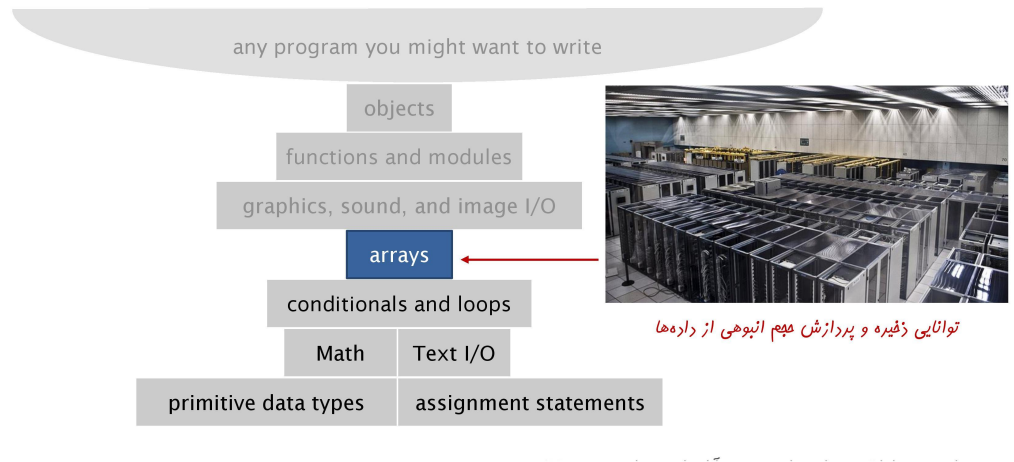 any program you might want to write
objects
functions and modules
graphics, sound, and image I/O
arrays
conditionals and loops
توانایی ذخیره و پردازش حجم انبوهی از داده‌ها
Math
Text I/O
primitive data types
assignment statements